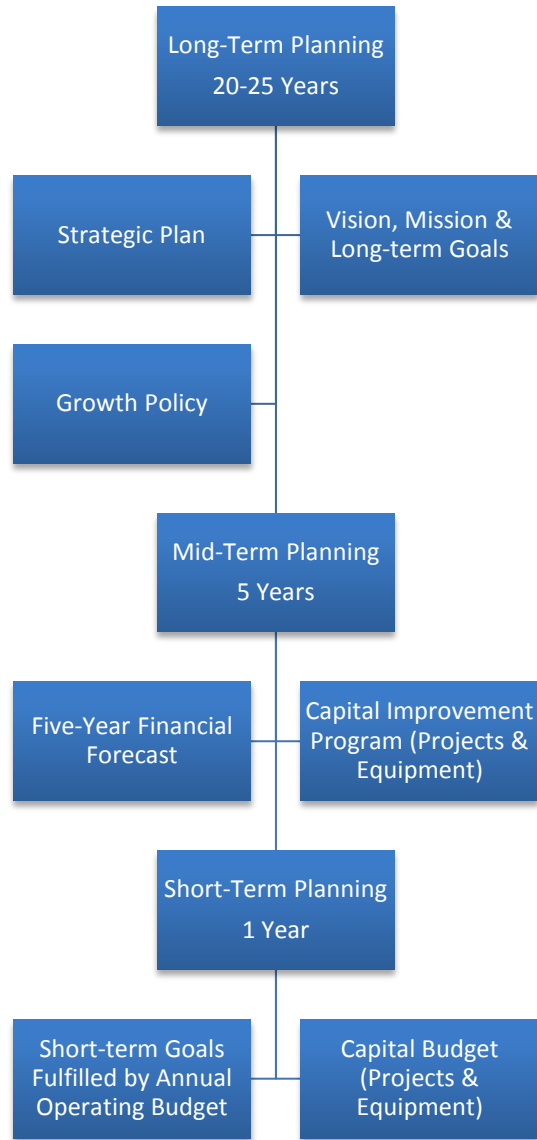 Long-Term Planning
20-25 Years
Strategic Plan
Vision, Mission &
Long-term Goals
Growth Policy
Mid-Term Planning
5 Years
Five-Year Financial
Forecast
Capital Improvement
Program (Projects &
Equipment)
Short-Term Planning
1 Year
Short-term Goals
Fulfilled by Annual
Operating Budget
Capital Budget
(Projects &
Equipment)